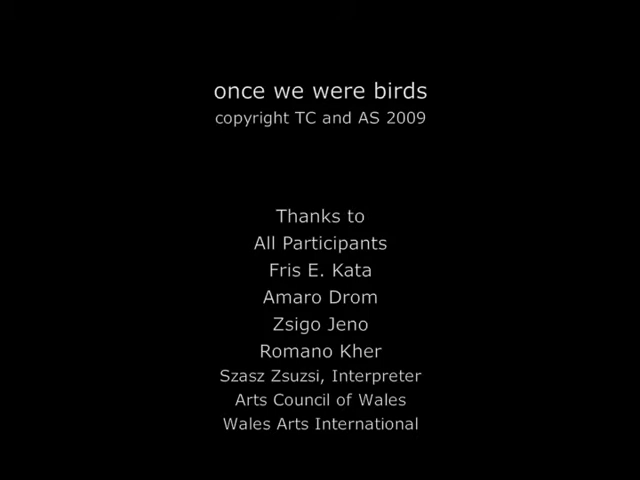 once we were birds
copyright TC and AS 2009
Thanks to
All Participants
Fris E. Kata
Amaro Drom
Zsigo Jeno
Romano Kher
Szasz Zsuzsi, Interpreter
Arts Council of Wales
Wales Arts International